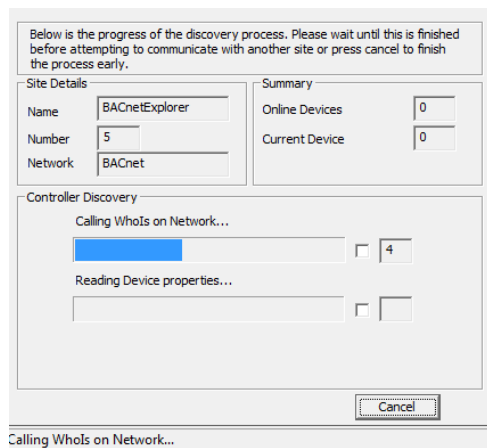 Below is the progress of the discovery process. Please wait until this is finished
before attempting to communicate with another site or press cancel to finish
the process early.
Site Details
Name BACnetExplorer
Number 5
Network BACnet
Summary
Online Devices 0
Current Device 0
Controller Discovery
Calling WhoIs on Network...
4
Reading Device properties...
Cancel
Calling WhoIs on Network...